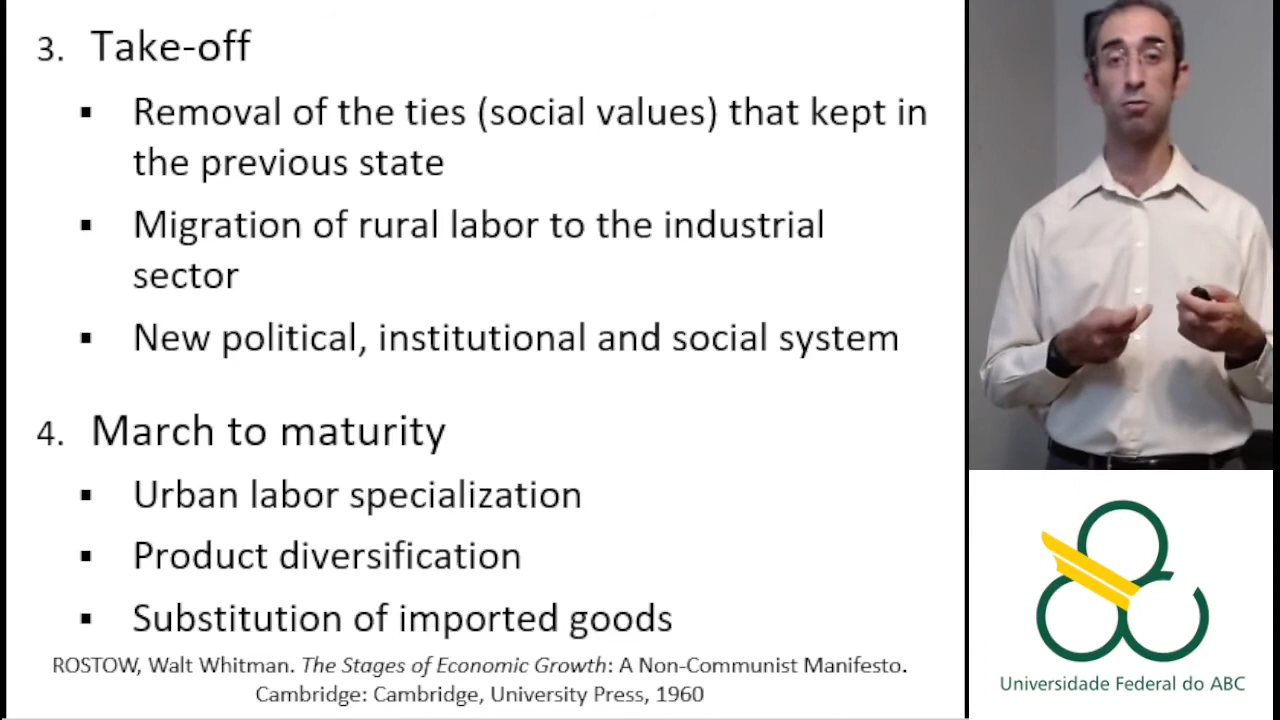 3. Take-off
▪ Removal of the ties (social values) that kept in
the previous state
▪ Migration of rural labor to the industrial
sector
▪ New political, institutional and social system
4. March to maturity
▪ Urban labor specialization
▪ Product diversification
▪ Substitution of imported goods
ROSTOW, Walt Whitman. The Stages of Economic Growth: A Non-Communist Manifesto.
Cambridge: Cambridge, University Press, 1960
Universidade Federal do ABC